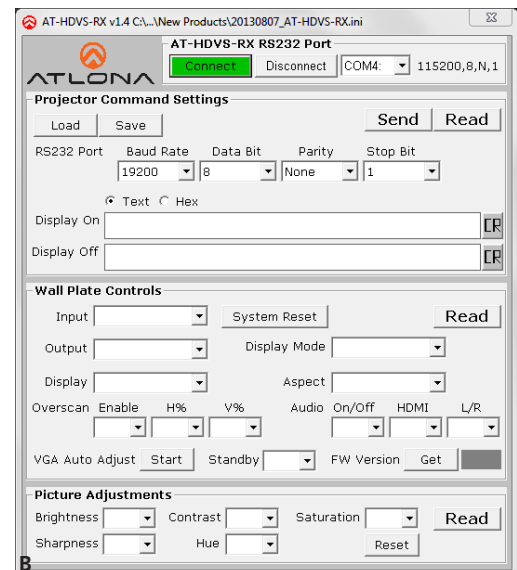 AT-HDVS-RX v1.4 C:\...\New Products\20130807_AT-HDVS-RX.ini
ATLONA
AT-HDVS-RX RS232 Port
Connect Disconnect COM4: 115200,8,N,1
Projector Command Settings
Load Save Send Read
RS232 Port Baud Rate Data Bit Parity Stop Bit
19200 8 None 1
Text Hex
Display On CR
Display Off CR
Wall Plate Controls
Input System Reset Read
Output Display Mode
Display Aspect
Overscan Enable H% V% Audio On/Off HDMI L/R
VGA Auto Adjust Start Standby FW Version Get
Picture Adjustments
Brightness Contrast Saturation Read
Sharpness Hue Reset
B